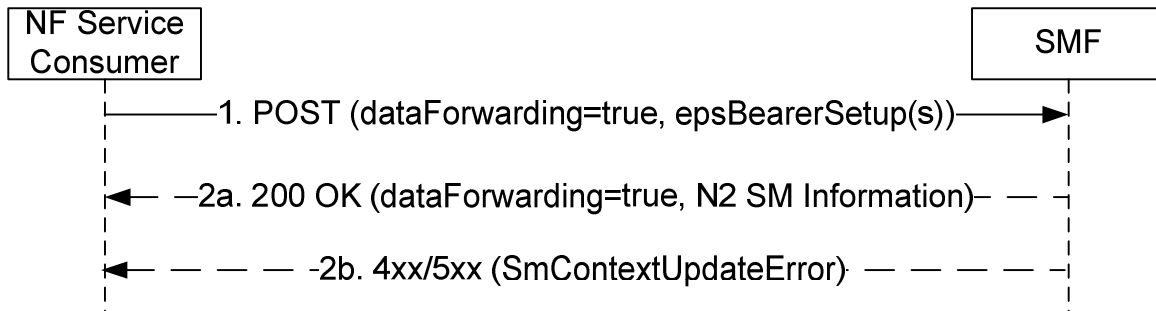 NF Service
Consumer
SMF
1. POST (dataForwarding=true, epsBearerSetup(s))
2a. 200 OK (dataForwarding=true, N2 SM Information)
2b. 4xx/5xx (SmContextUpdateError)